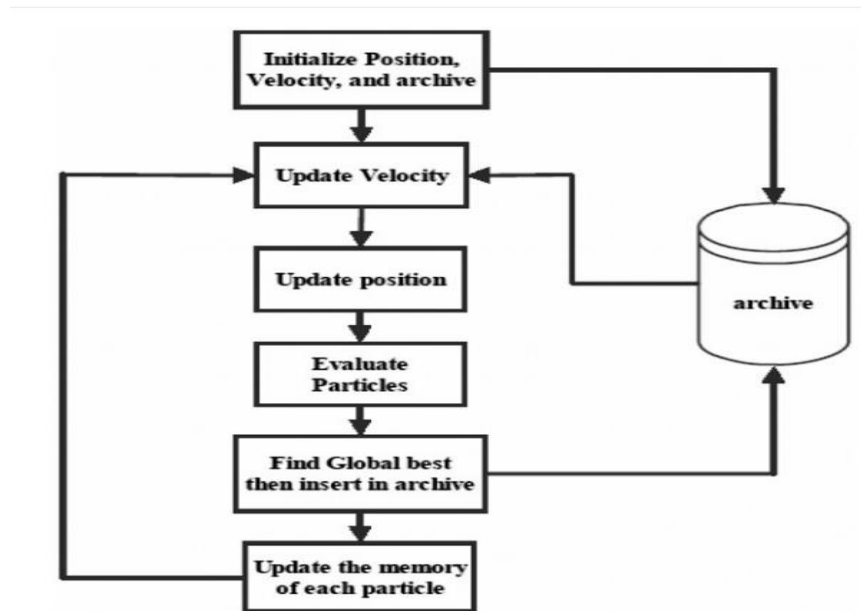 Initialize Position,
Velocity, and archive
Update Velocity
Update position
archive
Evaluate
Particles
Find Global best
then insert in archive
Update the memory
of each particle